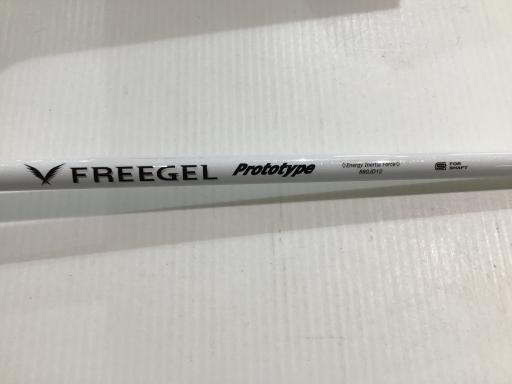 FREEGEL Prototype
◇Energy Inertia Force◇
FOR
SHAFT